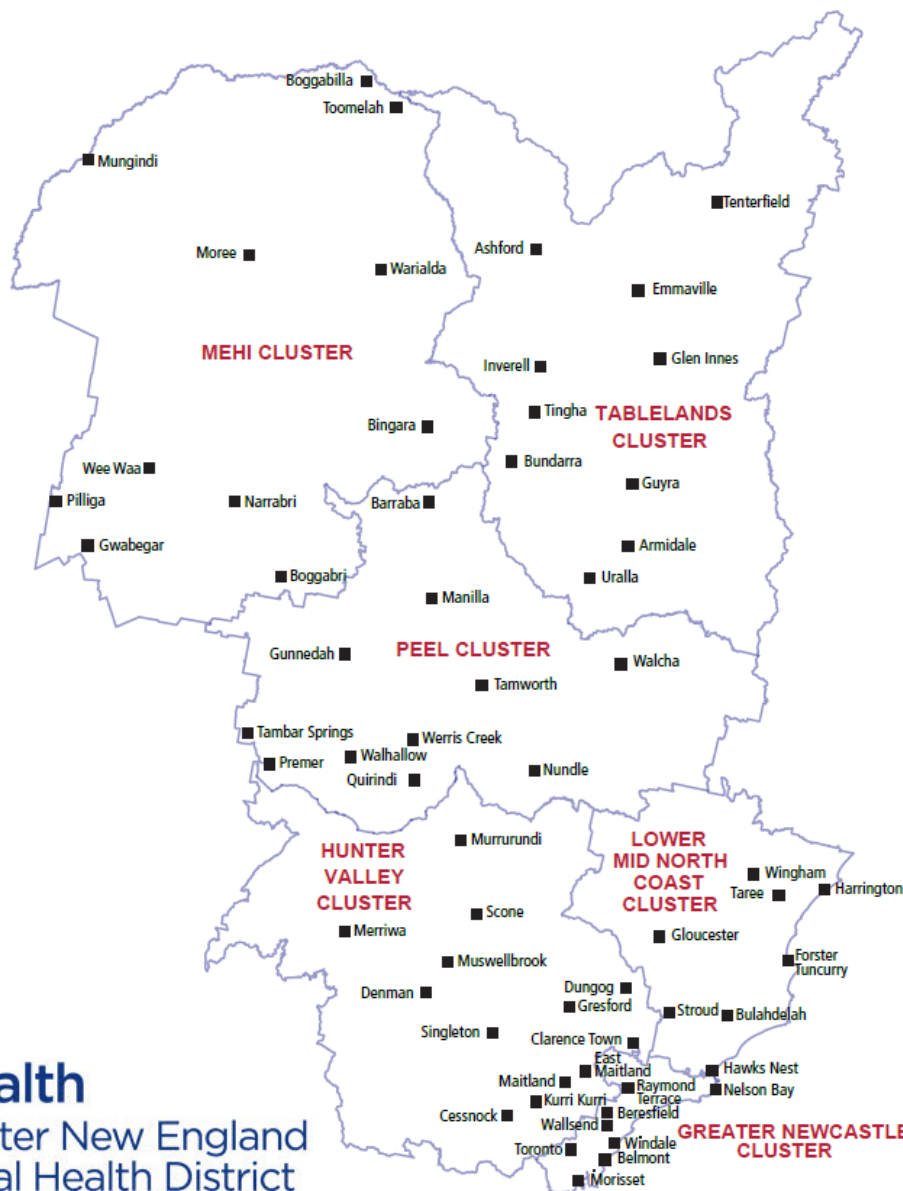 Boggabilla
Toomelah
Mungindi
Tenterfield
Ashford
Moree
Warialda
Emmaville
MEHI CLUSTER
Inverell
Glen Innes
Tingha
TABLELANDS
CLUSTER
Bingara
Bundarra
Wee Waa
Guyra
Pilliga
Narrabri
Barraba
Gwabegar
Armidale
Boggabri
Uralla
Manilla
Gunnedah
PEEL CLUSTER
Walcha
Tamworth
Tambar Springs
Werris Creek
Premer
Walhallow
Nundle
Quirindi
Murrurundi
HUNTER
VALLEY
CLUSTER
LOWER
MID NORTH
COAST
CLUSTER
Wingham
Taree
Harrington
Scone
Merriwa
Gloucester
Muswellbrook
Forster
Tuncurry
Denman
Dungog
Gresford
Stroud
Bulahdelah
Singleton
Clarence Town
East
Maitland
Hawks Nest
Maitland
Raymond
Terrace
Nelson Bay
Kurri Kurri
Cessnock
Beresfield
Wallsend
GREATER NEWCASTLE
CLUSTER
Toronto
Windale
Belmont
Morisset
alth
ter New England
al Health District